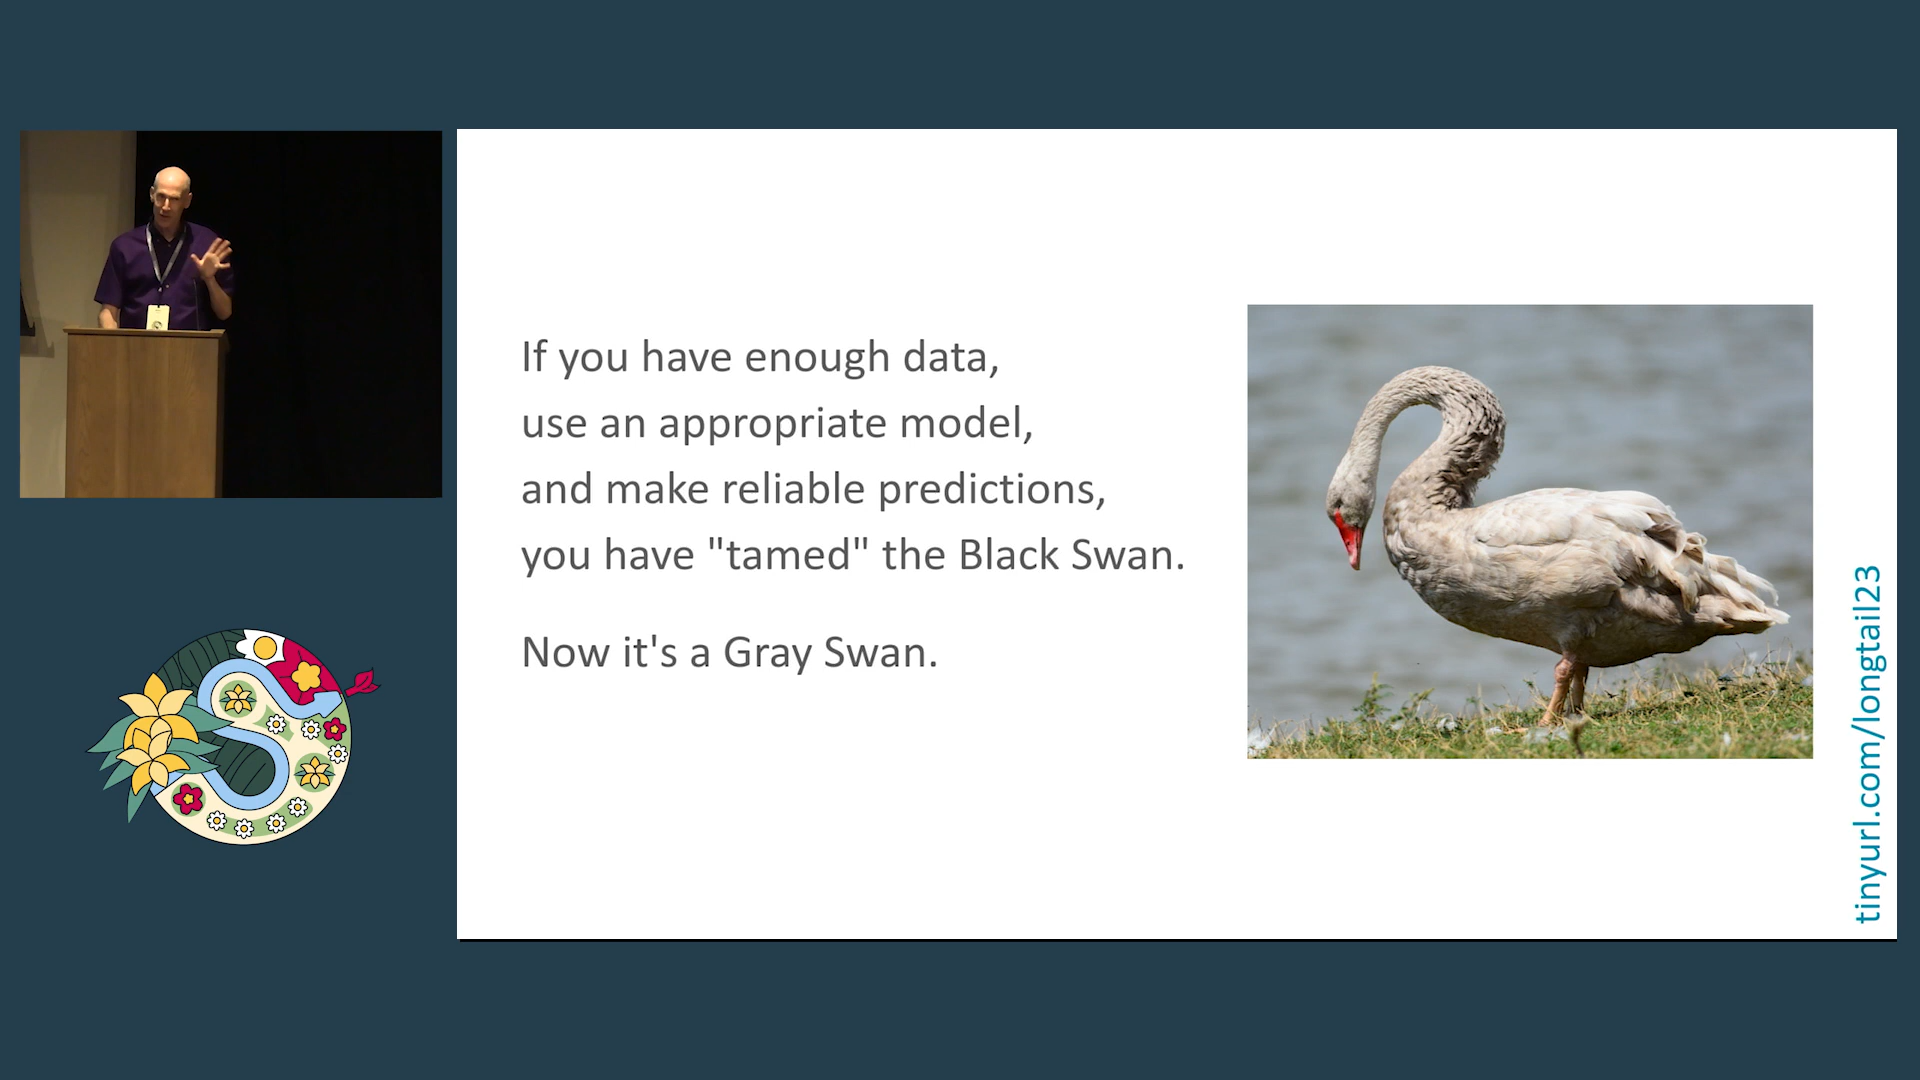 If you have enough data,
use an appropriate model,
and make reliable predictions,
you have "tamed" the Black Swan.
Now it's a Gray Swan.
tinyurl.com/longtail23